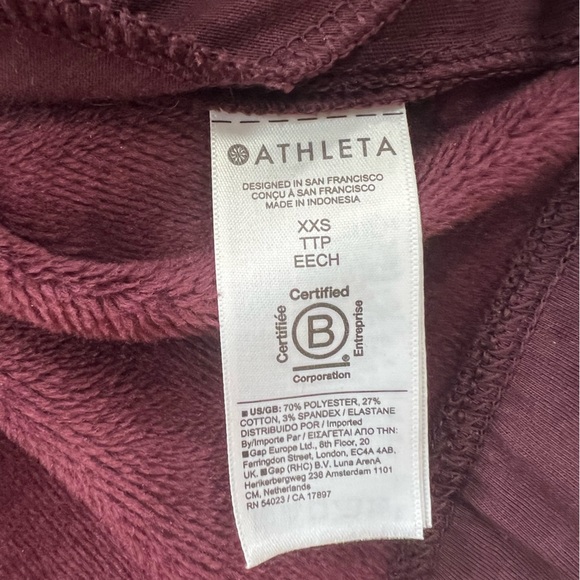 ATHLETA
DESIGNED IN SAN FRANCISCO
CONÇU À SAN FRANCISCO
MADE IN INDONESIA
XXS
TTP
EECH
Certified
Certifiée
B
Entreprise
®
Corporation
■ US/GB: 70% POLYESTER, 27%
COTTON, 3% SPANDEX / ELASTANE
DISTRIBUIDO POR / Imported
By/Importe Par / ΕΙΣΑΓΕΤΑΙ ΑΠΟ ΤΗΝ:
■Gap Europe Ltd., 8th Floor, 20
Farringdon Street, London, EC4A 4AB,
UK, ■Gap (RHC) B.V. Luna ArenA
Herikerbergweg 238 Amsterdam 1101
CM, Netherlands
RN 54023 / CA 17897